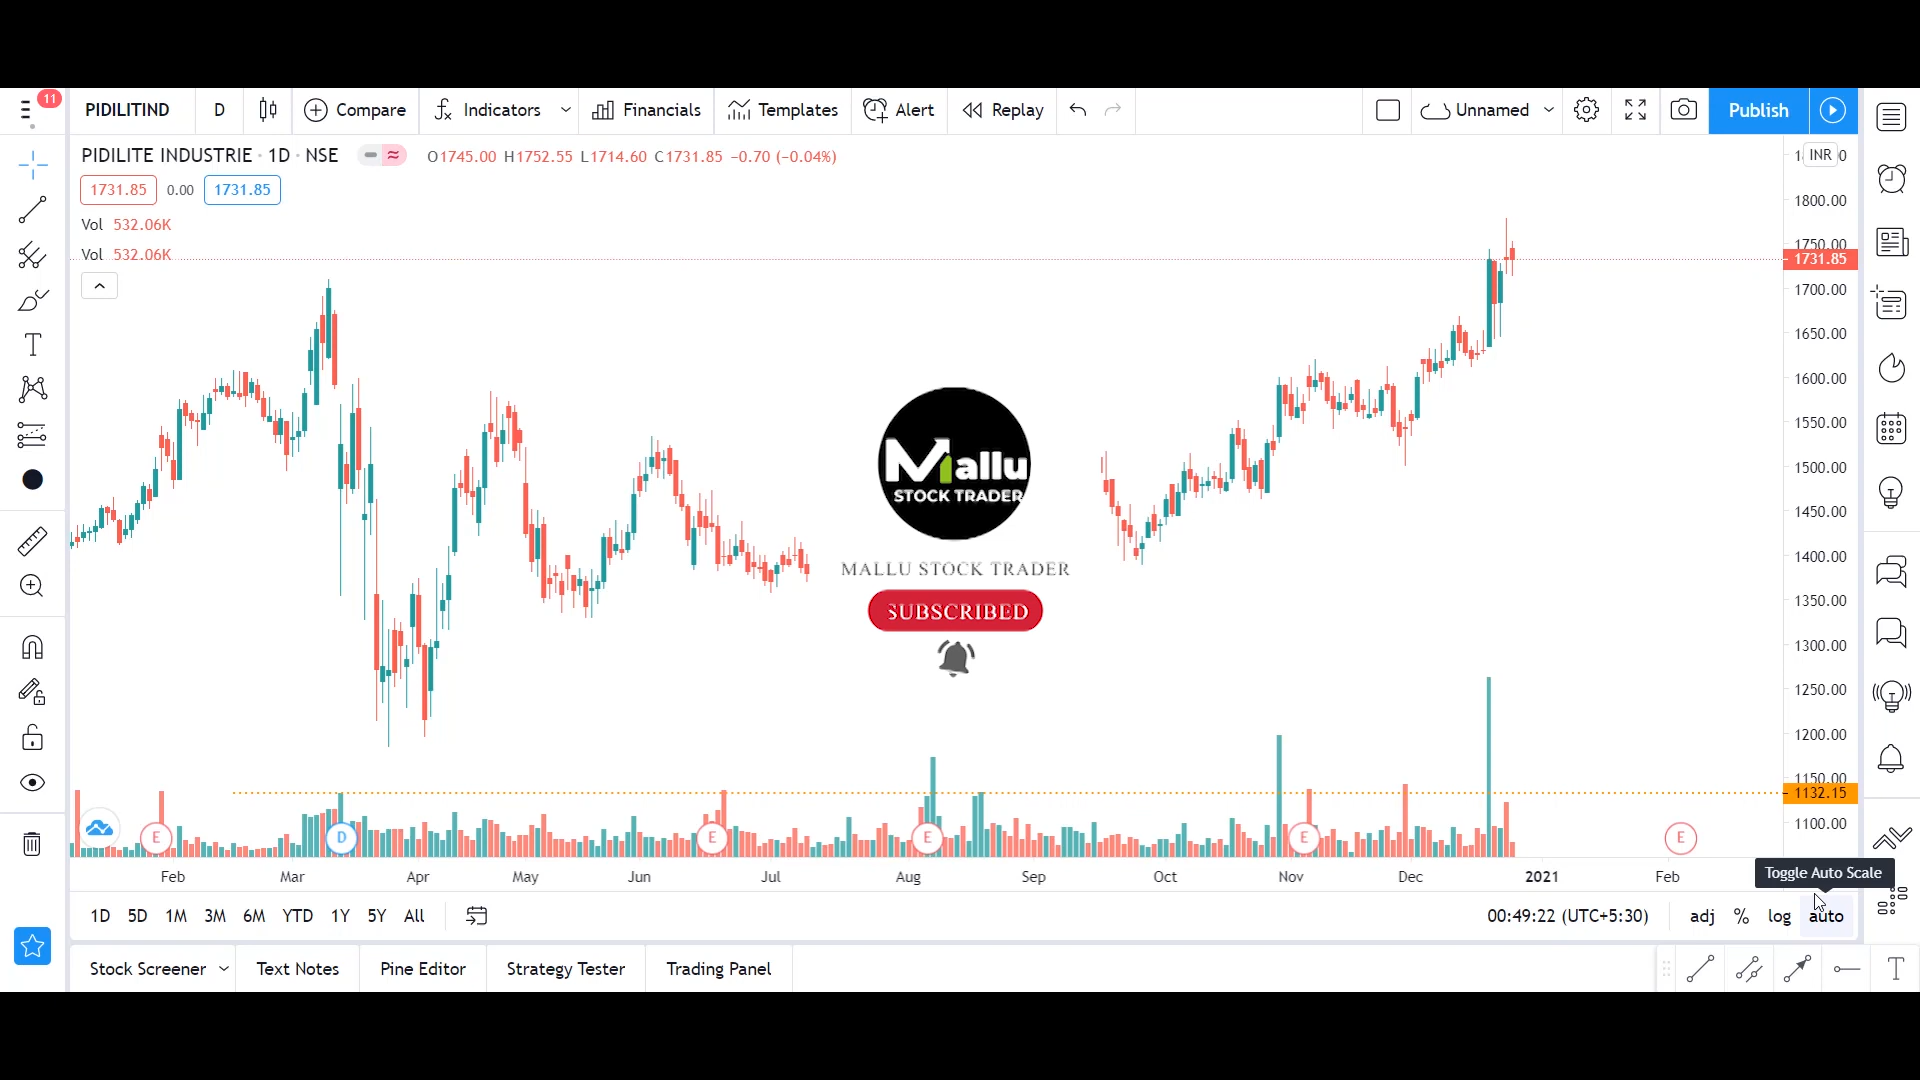 11
PIDILITIND D Compare Indicators Financials Templates Alert Replay Unnamed Publish
PIDILITE INDUSTRIE · 1D · NSE O1745.00 H1752.55 L1714.60 C1731.85 −0.70 (−0.04%)
INR
1731.85 0.00 1731.85
Vol 532.06K
Vol 532.06K
1800.00
1750.00
1731.85
1700.00
1650.00
1600.00
1550.00
1500.00
1450.00
1400.00
1350.00
1300.00
1250.00
1200.00
1150.00
1132.15
1100.00
Mallu
STOCK TRADER
MALLU STOCK TRADER
SUBSCRIBED
E D E E E E
Feb Mar Apr May Jun Jul Aug Sep Oct Nov Dec 2021 Feb
Toggle Auto Scale
1D 5D 1M 3M 6M YTD 1Y 5Y All 00:49:22 (UTC+5:30) adj % log auto
Stock Screener Text Notes Pine Editor Strategy Tester Trading Panel